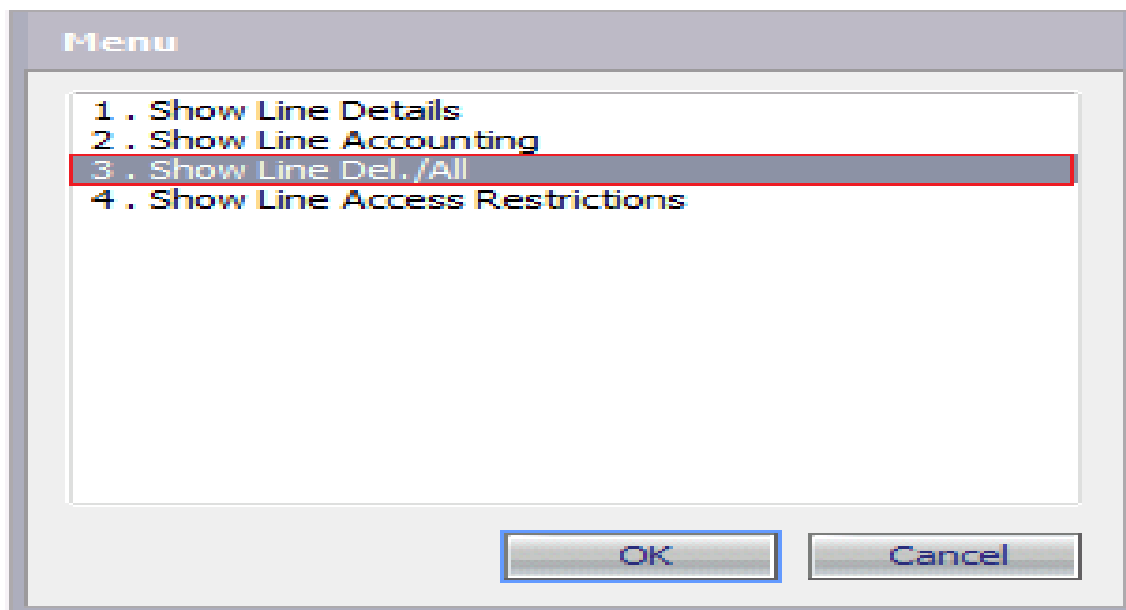 Menu
1 . Show Line Details
2 . Show Line Accounting
3 . Show Line Del./All
4 . Show Line Access Restrictions
OK Cancel